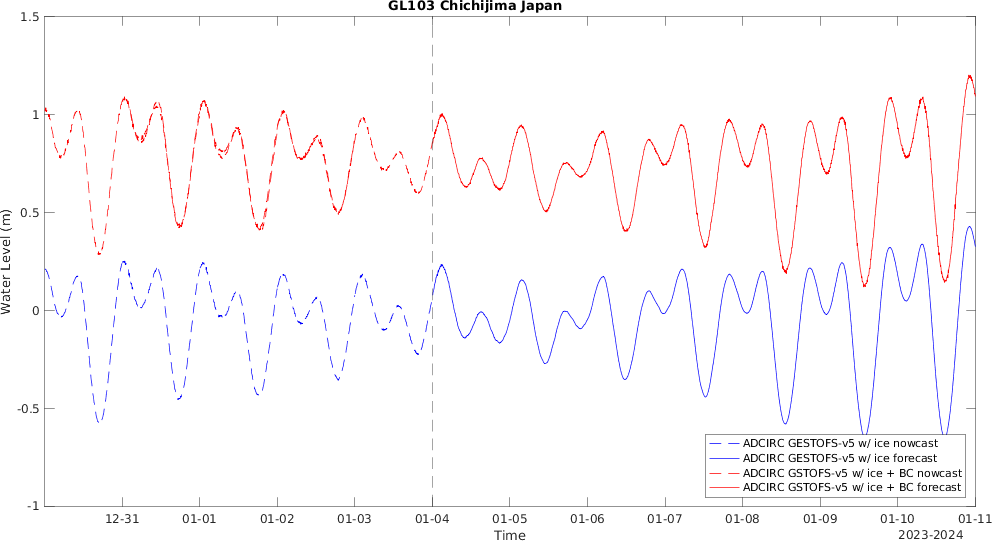 GL103 Chichijima Japan
1.5
1
0.5
0
-0.5
-1
Water Level (m)
ADCIRC GESTOFS-v5 w/ ice nowcast
ADCIRC GESTOFS-v5 w/ ice forecast
ADCIRC GSTOFS-v5 w/ ice + BC nowcast
ADCIRC GSTOFS-v5 w/ ice + BC forecast
12-31 01-01 01-02 01-03 01-04 01-05 01-06 01-07 01-08 01-09 01-10 01-11
Time
2023-2024